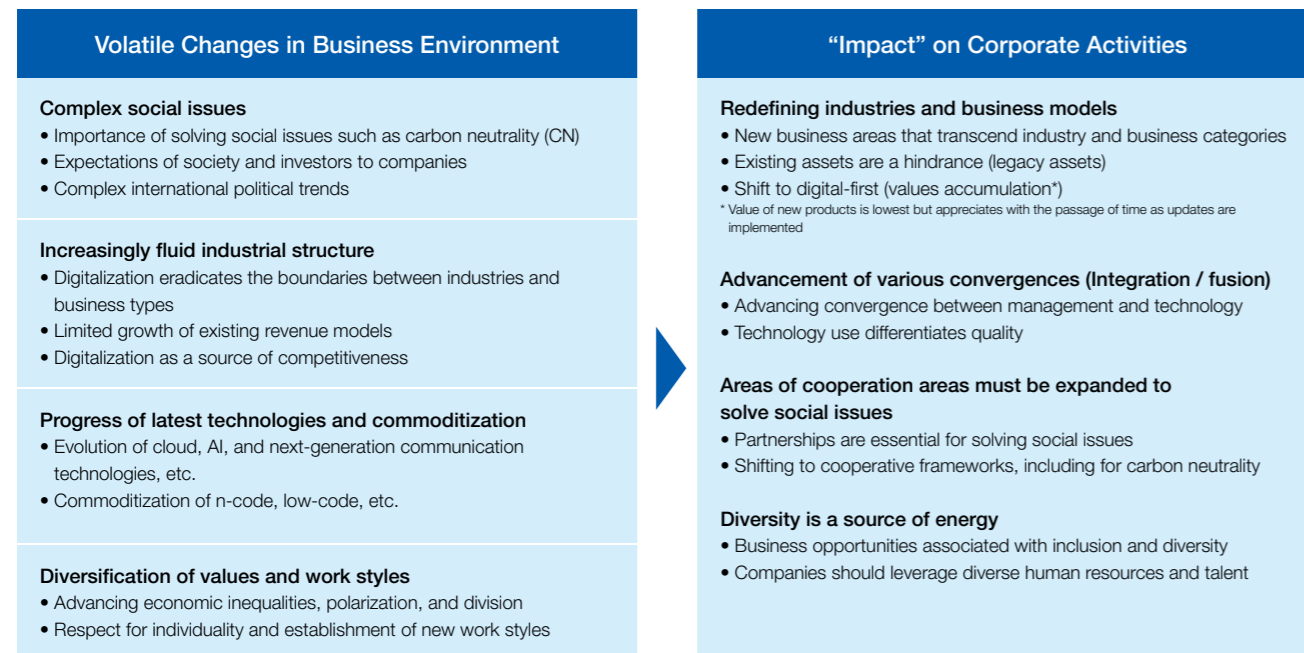 Volatile Changes in Business Environment
Complex social issues
• Importance of solving social issues such as carbon neutrality (CN)
• Expectations of society and investors to companies
• Complex international political trends
Increasingly fluid industrial structure
• Digitalization eradicates the boundaries between industries and
business types
• Limited growth of existing revenue models
• Digitalization as a source of competitiveness
Progress of latest technologies and commoditization
• Evolution of cloud, AI, and next-generation communication
technologies, etc.
• Commoditization of n-code, low-code, etc.
Diversification of values and work styles
• Advancing economic inequalities, polarization, and division
• Respect for individuality and establishment of new work styles
“Impact” on Corporate Activities
Redefining industries and business models
• New business areas that transcend industry and business categories
• Existing assets are a hindrance (legacy assets)
• Shift to digital-first (values accumulation*)
* Value of new products is lowest but appreciates with the passage of time as updates are
implemented
Advancement of various convergences (Integration / fusion)
• Advancing convergence between management and technology
• Technology use differentiates quality
Areas of cooperation areas must be expanded to
solve social issues
• Partnerships are essential for solving social issues
• Shifting to cooperative frameworks, including for carbon neutrality
Diversity is a source of energy
• Business opportunities associated with inclusion and diversity
• Companies should leverage diverse human resources and talent